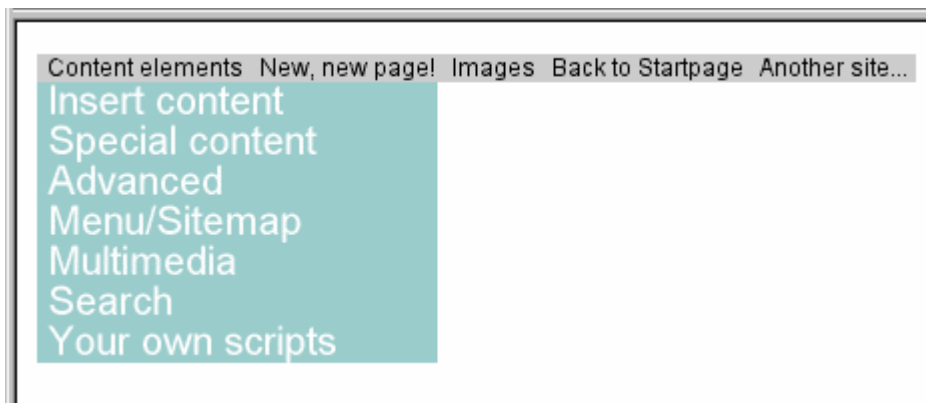 Content elements New, new page! Images Back to Startpage Another site...
Insert content
Special content
Advanced
Menu/Sitemap
Multimedia
Search
Your own scripts